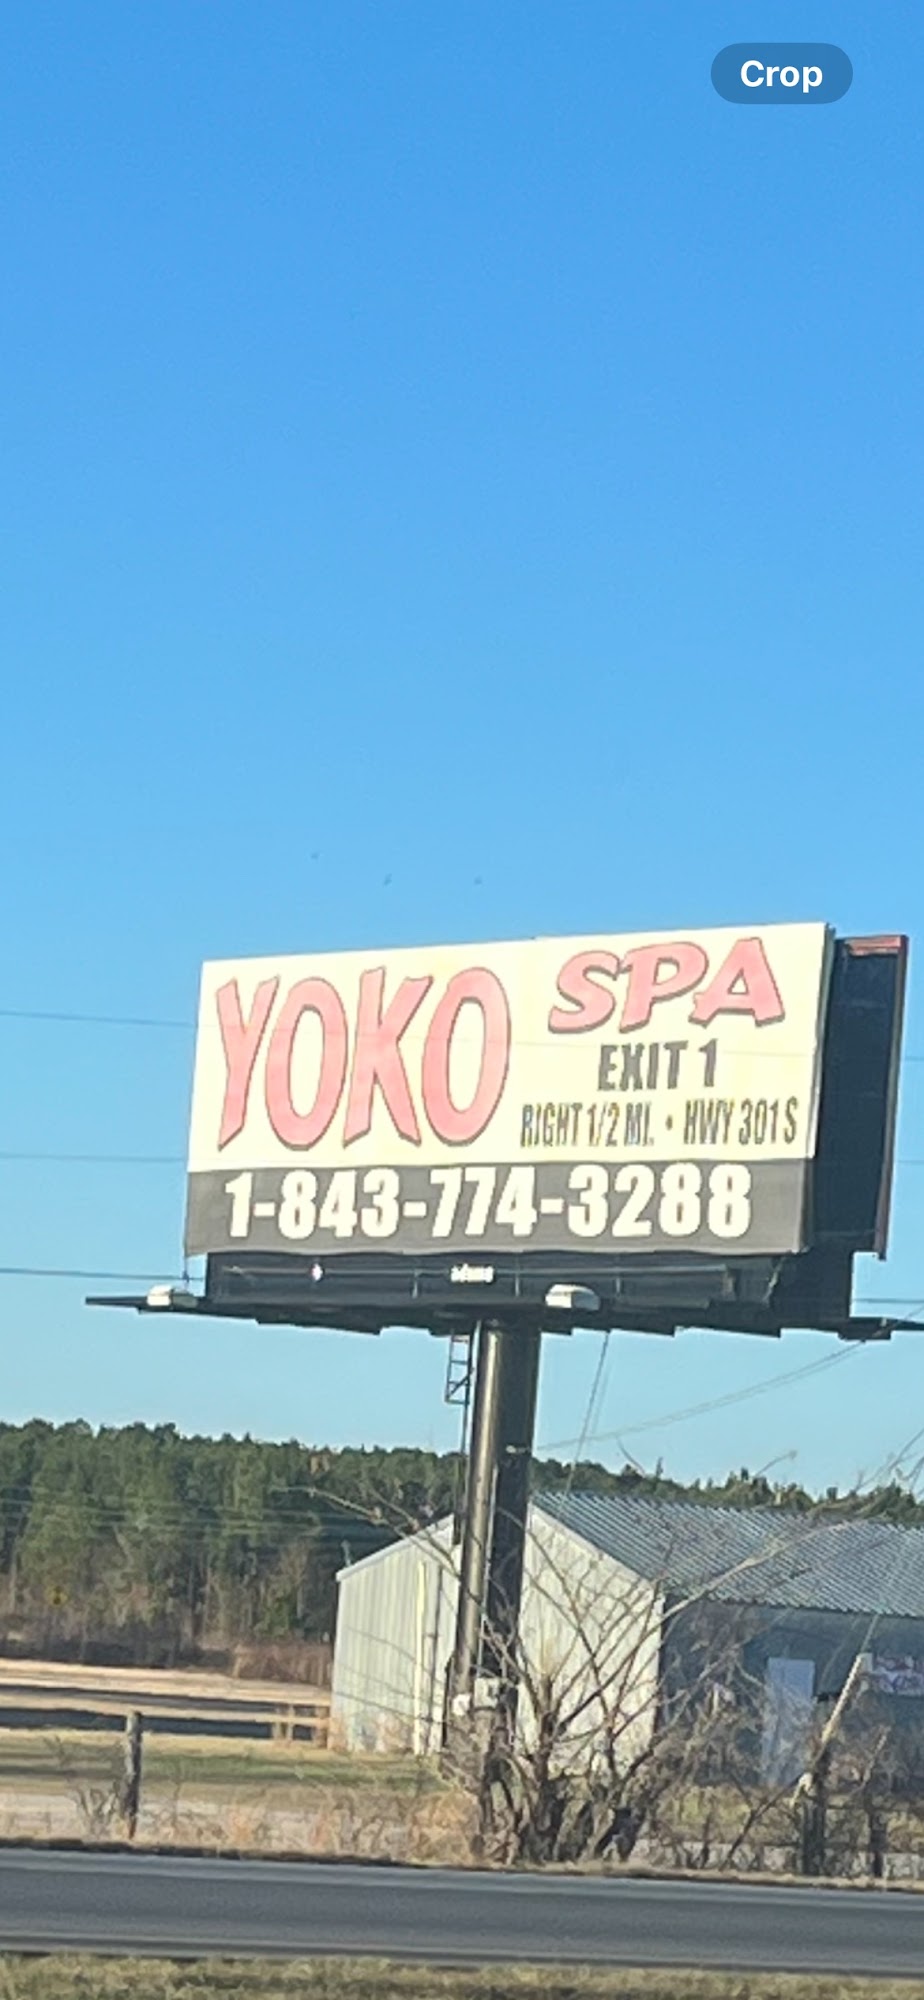 Crop
YOKO SPA
EXIT 1
RIGHT 1/2 MI. • HWY 301 S
1-843-774-3288